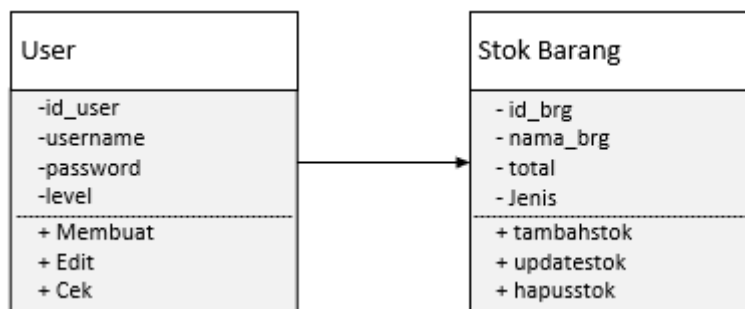 User
-id_user
-username
-password
-level
+ Membuat
+ Edit
+ Cek
Stok Barang
- id_brg
- nama_brg
- total
- Jenis
+ tambahstok
+ updatestok
+ hapusstok